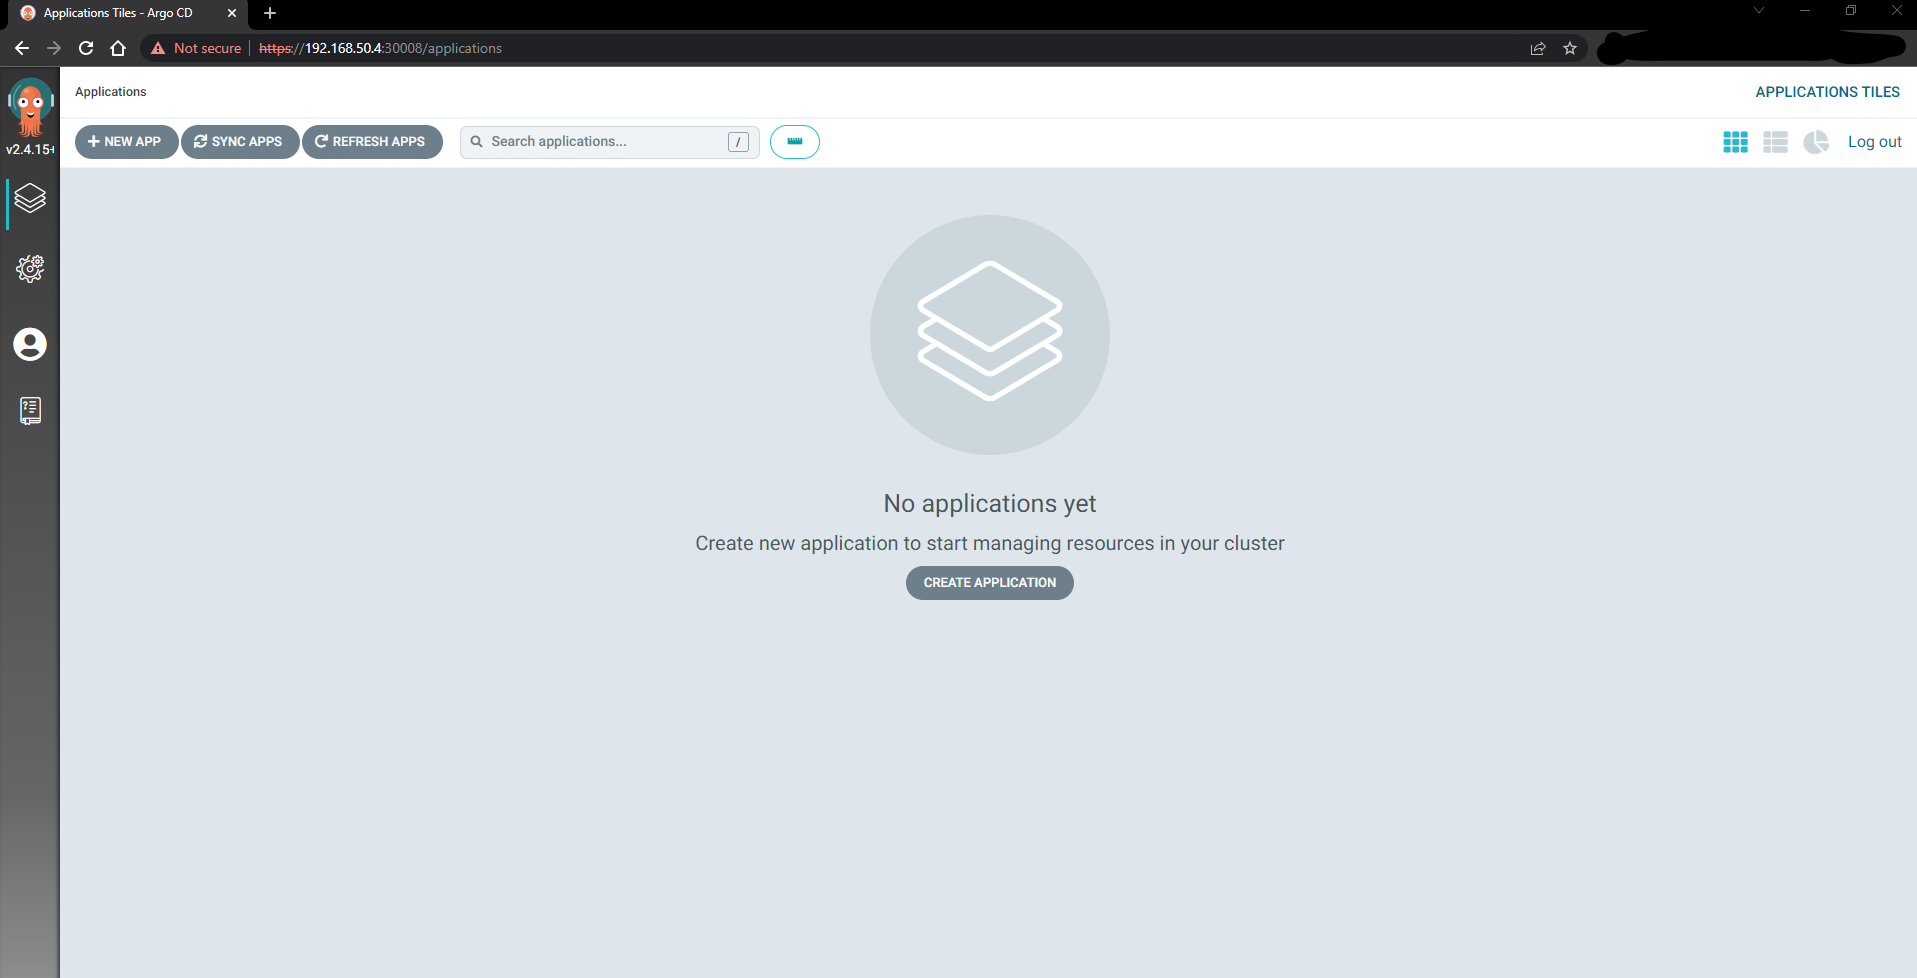 Applications Tiles - Argo CD
Not secure https://192.168.50.4:30008/applications
Applications
APPLICATIONS TILES
v2.4.15+
NEW APP
SYNC APPS
REFRESH APPS
Search applications...
/
Log out
No applications yet
Create new application to start managing resources in your cluster
CREATE APPLICATION